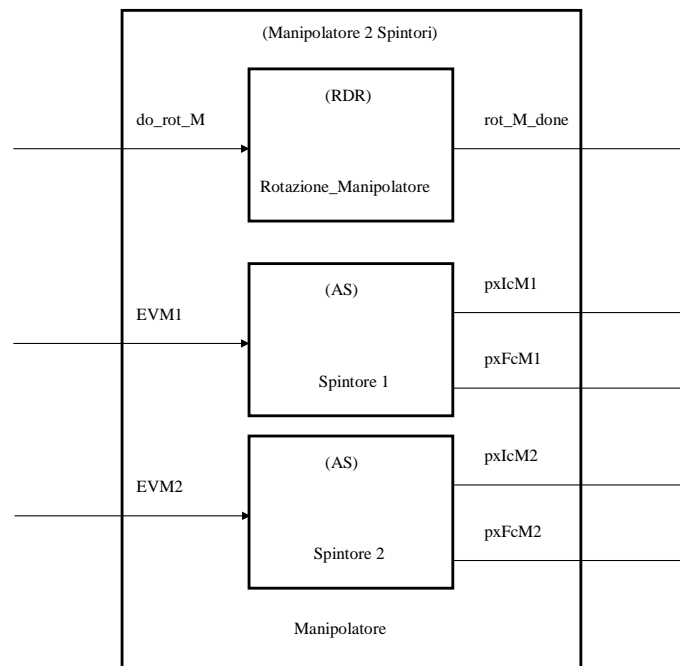 (Manipolatore 2 Spintori)
(RDR)
do_rot_M
rot_M_done
Rotazione_Manipolatore
(AS)
pxIcM1
EVM1
pxFcM1
Spintore 1
(AS)
pxIcM2
EVM2
pxFcM2
Spintore 2
Manipolatore